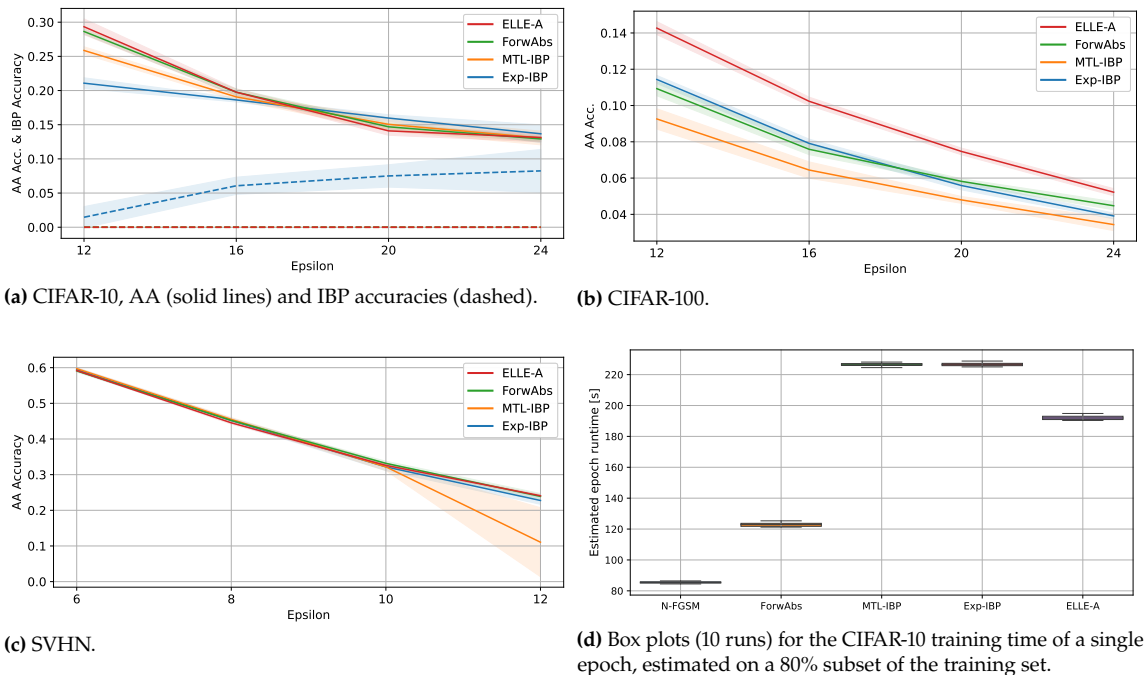 0.30
0.25
0.20
0.15
0.10
0.05
0.00
AA Acc. & IBP Accuracy
12 16 20 24
Epsilon
ELLE-A
ForwAbs
MTL-IBP
Exp-IBP
(a) CIFAR-10, AA (solid lines) and IBP accuracies (dashed).
0.14
0.12
0.10
0.08
0.06
0.04
AA Acc.
12 16 20 24
Epsilon
ELLE-A
ForwAbs
MTL-IBP
Exp-IBP
(b) CIFAR-100.
0.6
0.5
0.4
0.3
0.2
0.1
0.0
AA Accuracy
6 8 10 12
Epsilon
ELLE-A
ForwAbs
MTL-IBP
Exp-IBP
(c) SVHN.
220
200
180
160
140
120
100
80
Estimated epoch runtime [s]
N-FGSM ForwAbs MTL-IBP Exp-IBP ELLE-A
(d) Box plots (10 runs) for the CIFAR-10 training time of a single
epoch, estimated on a 80% subset of the training set.